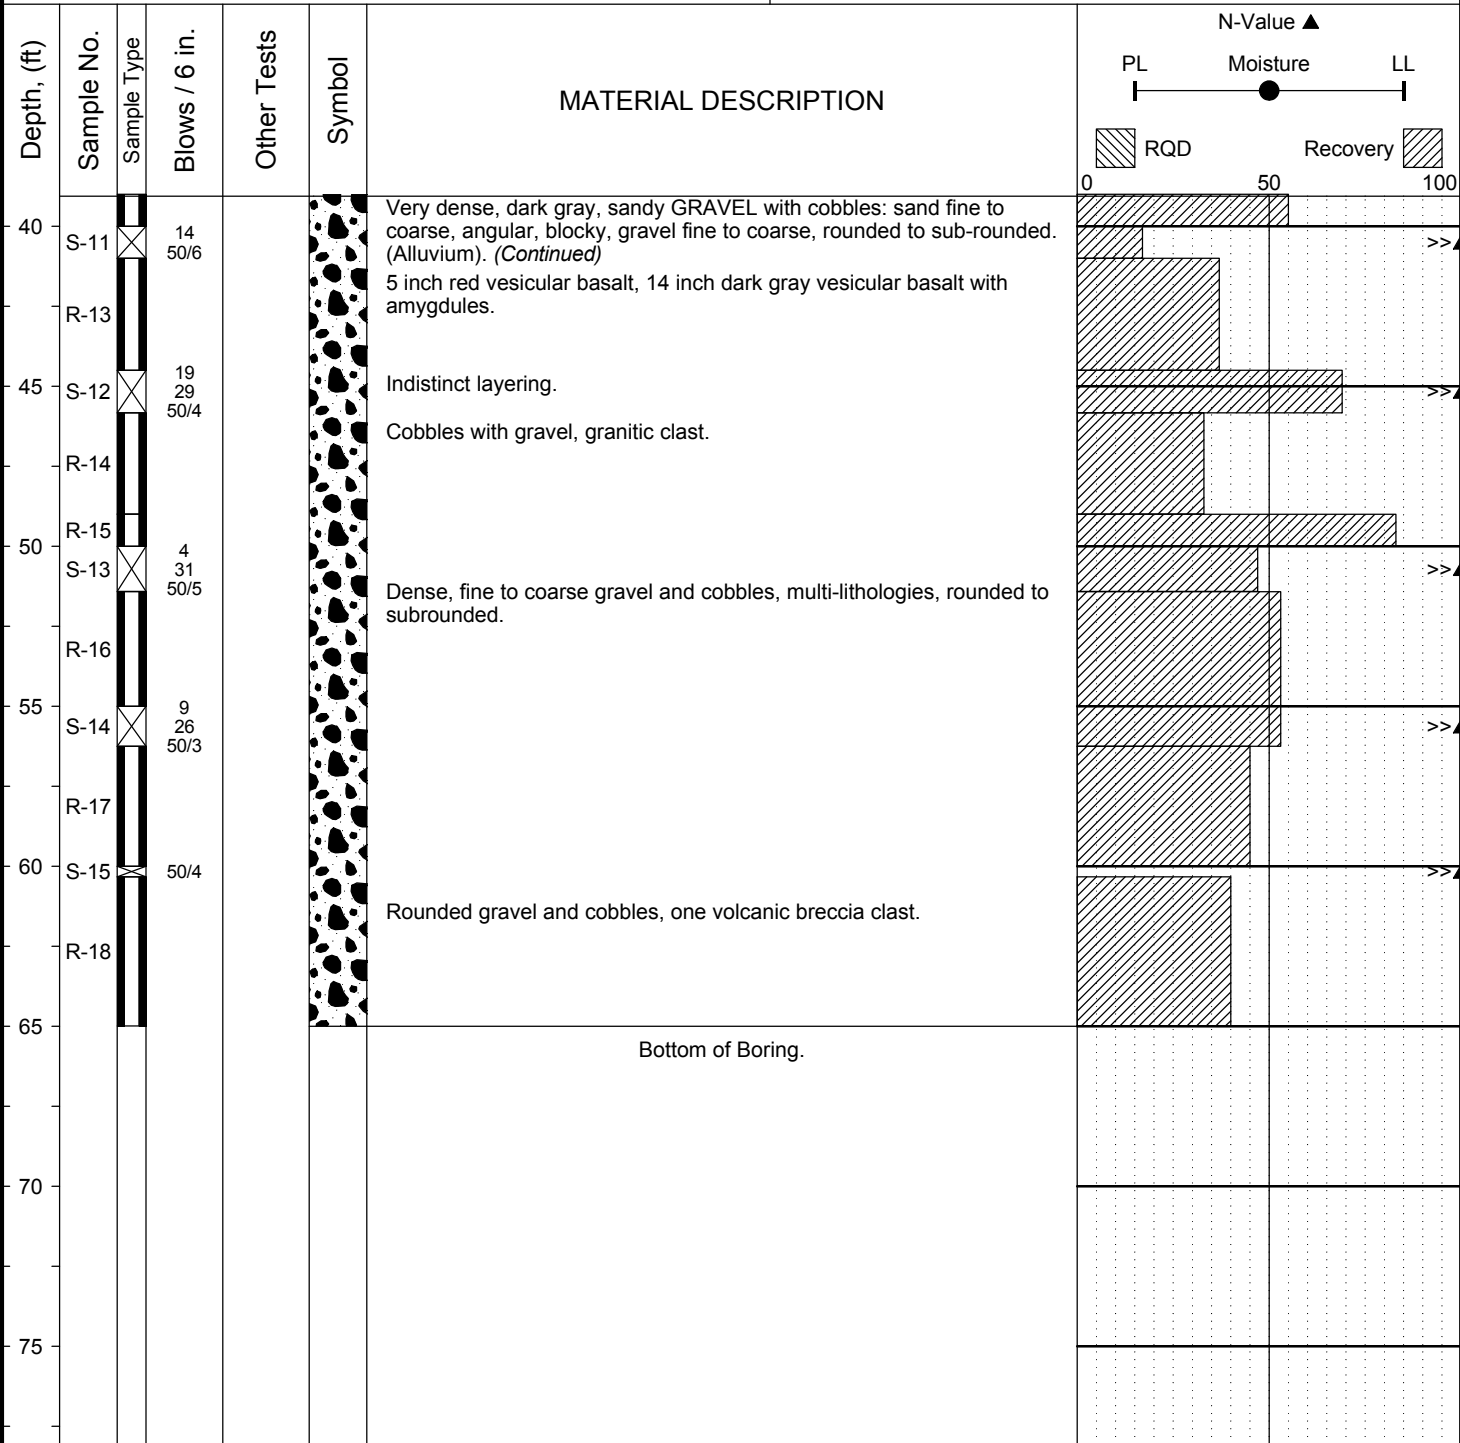 Depth, (ft)
Sample No.
Sample Type
Blows / 6 in.
Other Tests
Symbol
MATERIAL DESCRIPTION
N-Value ▲
PL Moisture LL
RQD Recovery
0 50 100
Very dense, dark gray, sandy GRAVEL with cobbles: sand fine to
coarse, angular, blocky, gravel fine to coarse, rounded to sub-rounded.
(Alluvium). (Continued)
40
S-11
14
50/6
>>▲
5 inch red vesicular basalt, 14 inch dark gray vesicular basalt with
amygdules.
R-13
45
S-12
19
29
50/4
Indistinct layering.
>>▲
Cobbles with gravel, granitic clast.
R-14
R-15
50
S-13
4
31
50/5
>>▲
Dense, fine to coarse gravel and cobbles, multi-lithologies, rounded to
subrounded.
R-16
55
S-14
9
26
50/3
>>▲
R-17
60
S-15
50/4
>>▲
Rounded gravel and cobbles, one volcanic breccia clast.
R-18
65
Bottom of Boring.
70
75